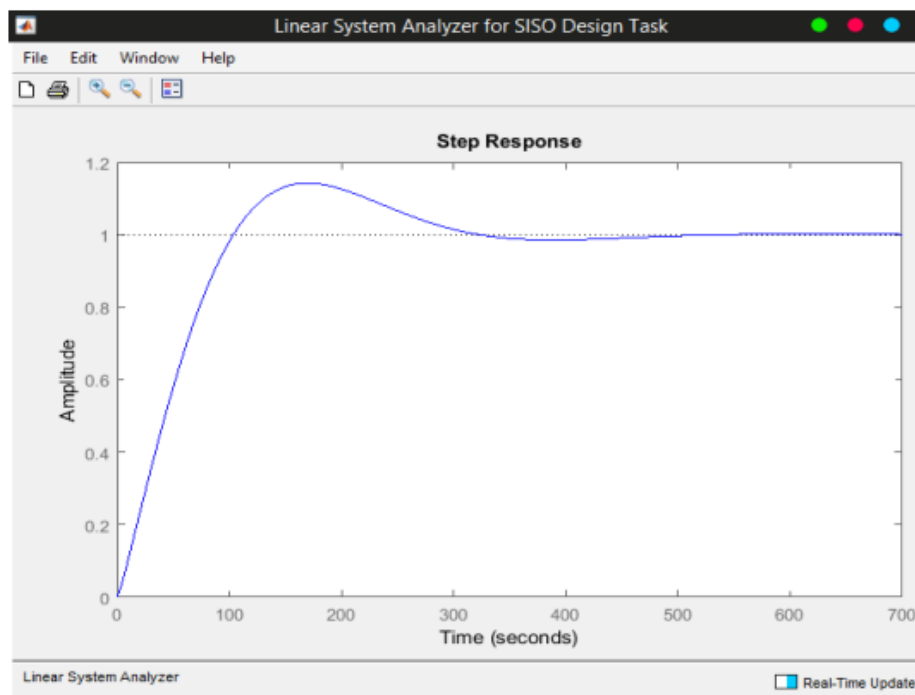 Linear System Analyzer for SISO Design Task
File Edit Window Help
Step Response
1.2
1
0.8
0.6
0.4
0.2
0
Amplitude
0 100 200 300 400 500 600 700
Time (seconds)
Linear System Analyzer
Real-Time Update